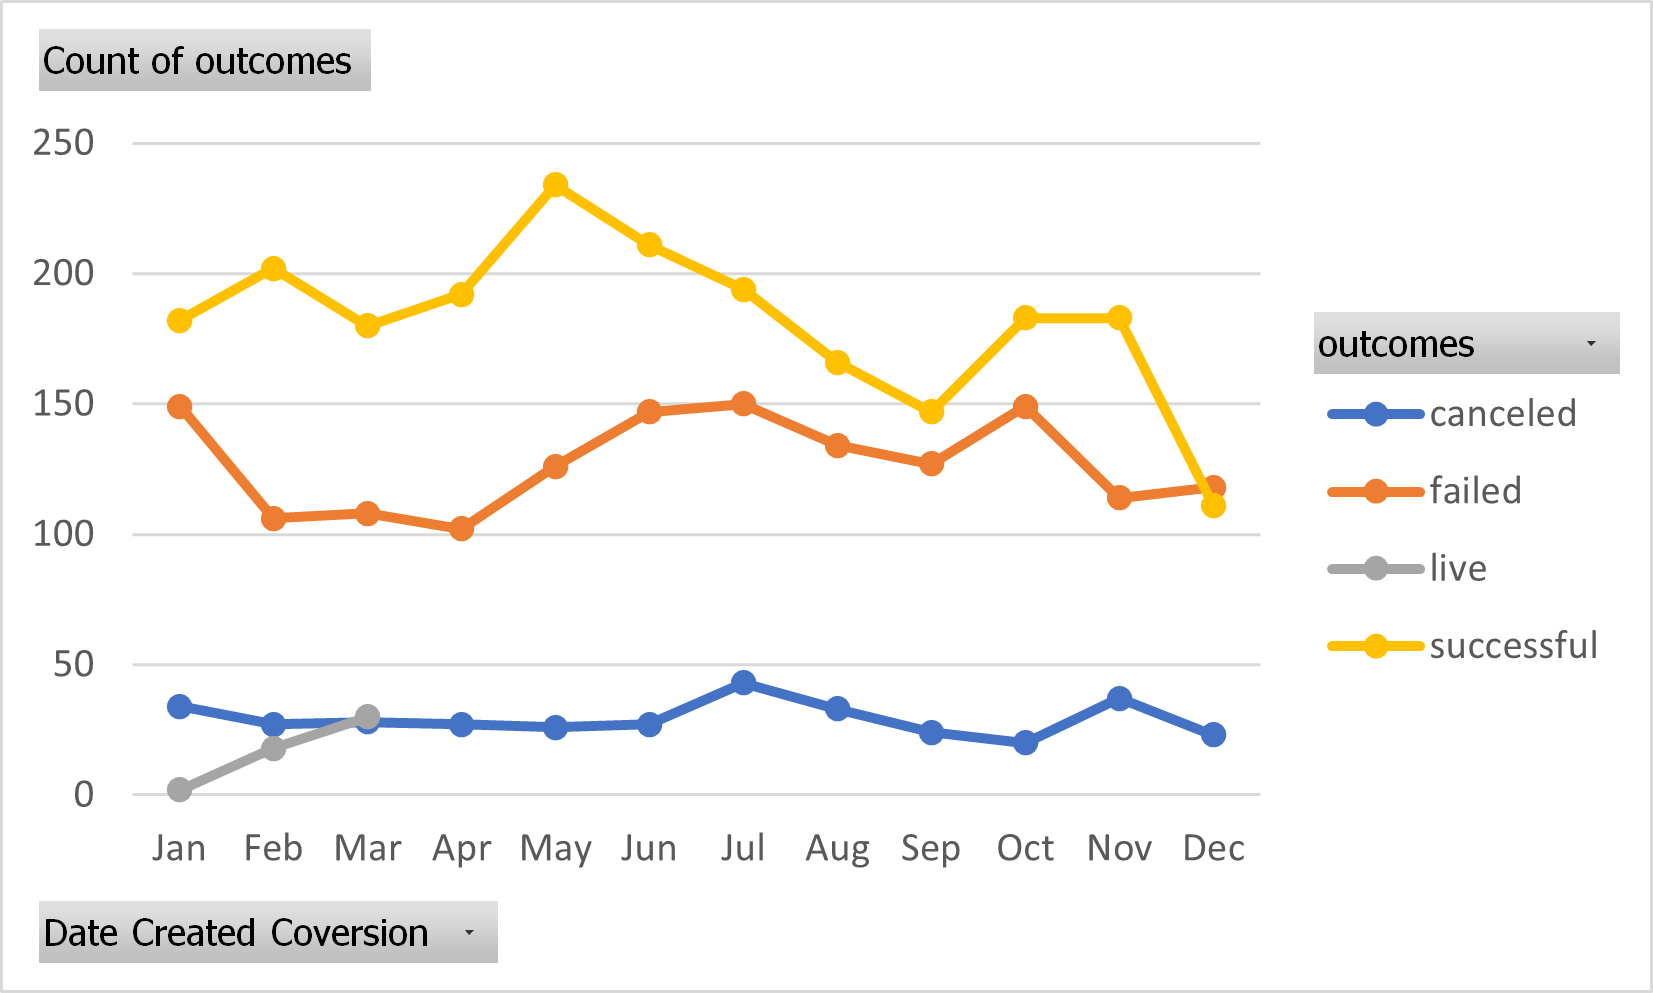 Count of outcomes
250
200
150
100
50
0
Jan Feb Mar Apr May Jun Jul Aug Sep Oct Nov Dec
Date Created Coversion
outcomes
canceled
failed
live
successful